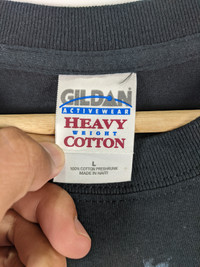 GILDAN
ACTIVEWEAR
HEAVY
WEIGHT
COTTON
L
100% COTTON PRESHRUNK
MADE IN HAITI